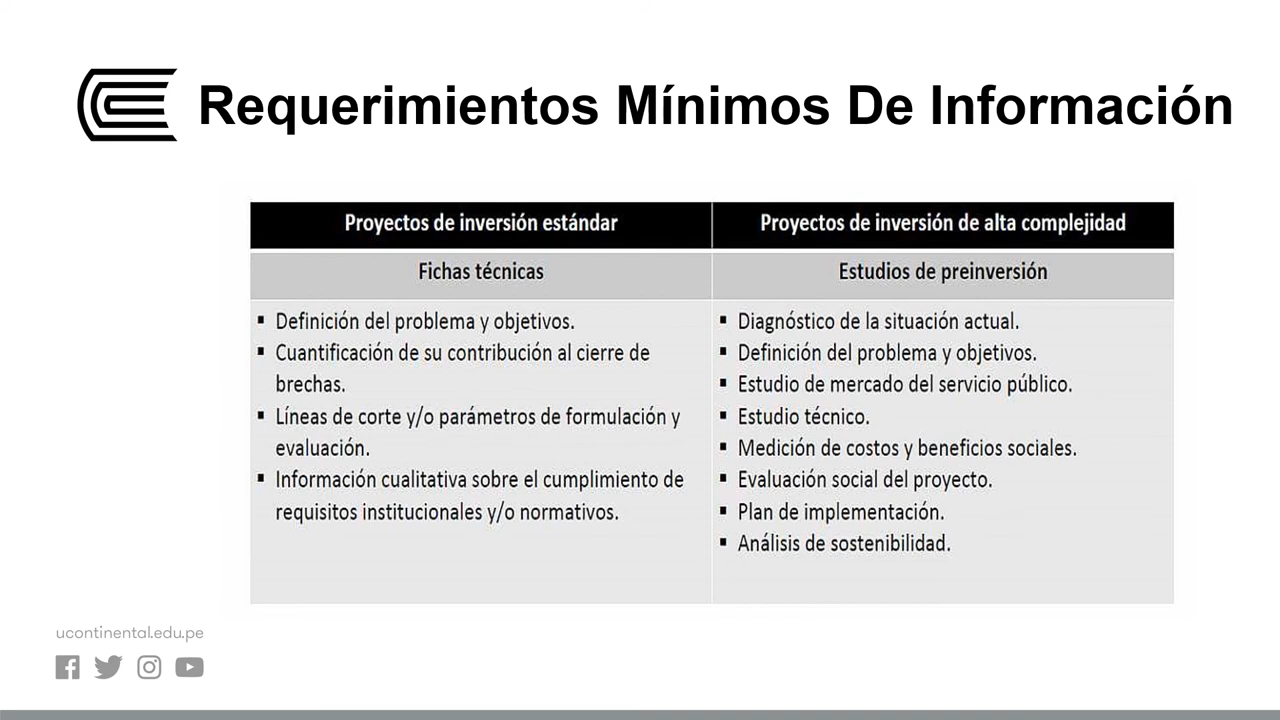 Requerimientos Mínimos De Información
Proyectos de inversión estándar
Proyectos de inversión de alta complejidad
Fichas técnicas
Estudios de preinversión
▪ Definición del problema y objetivos.
▪ Cuantificación de su contribución al cierre de
brechas.
▪ Líneas de corte y/o parámetros de formulación y
evaluación.
▪ Información cualitativa sobre el cumplimiento de
requisitos institucionales y/o normativos.
▪ Diagnóstico de la situación actual.
▪ Definición del problema y objetivos.
▪ Estudio de mercado del servicio público.
▪ Estudio técnico.
▪ Medición de costos y beneficios sociales.
▪ Evaluación social del proyecto.
▪ Plan de implementación.
▪ Análisis de sostenibilidad.
ucontinental.edu.pe